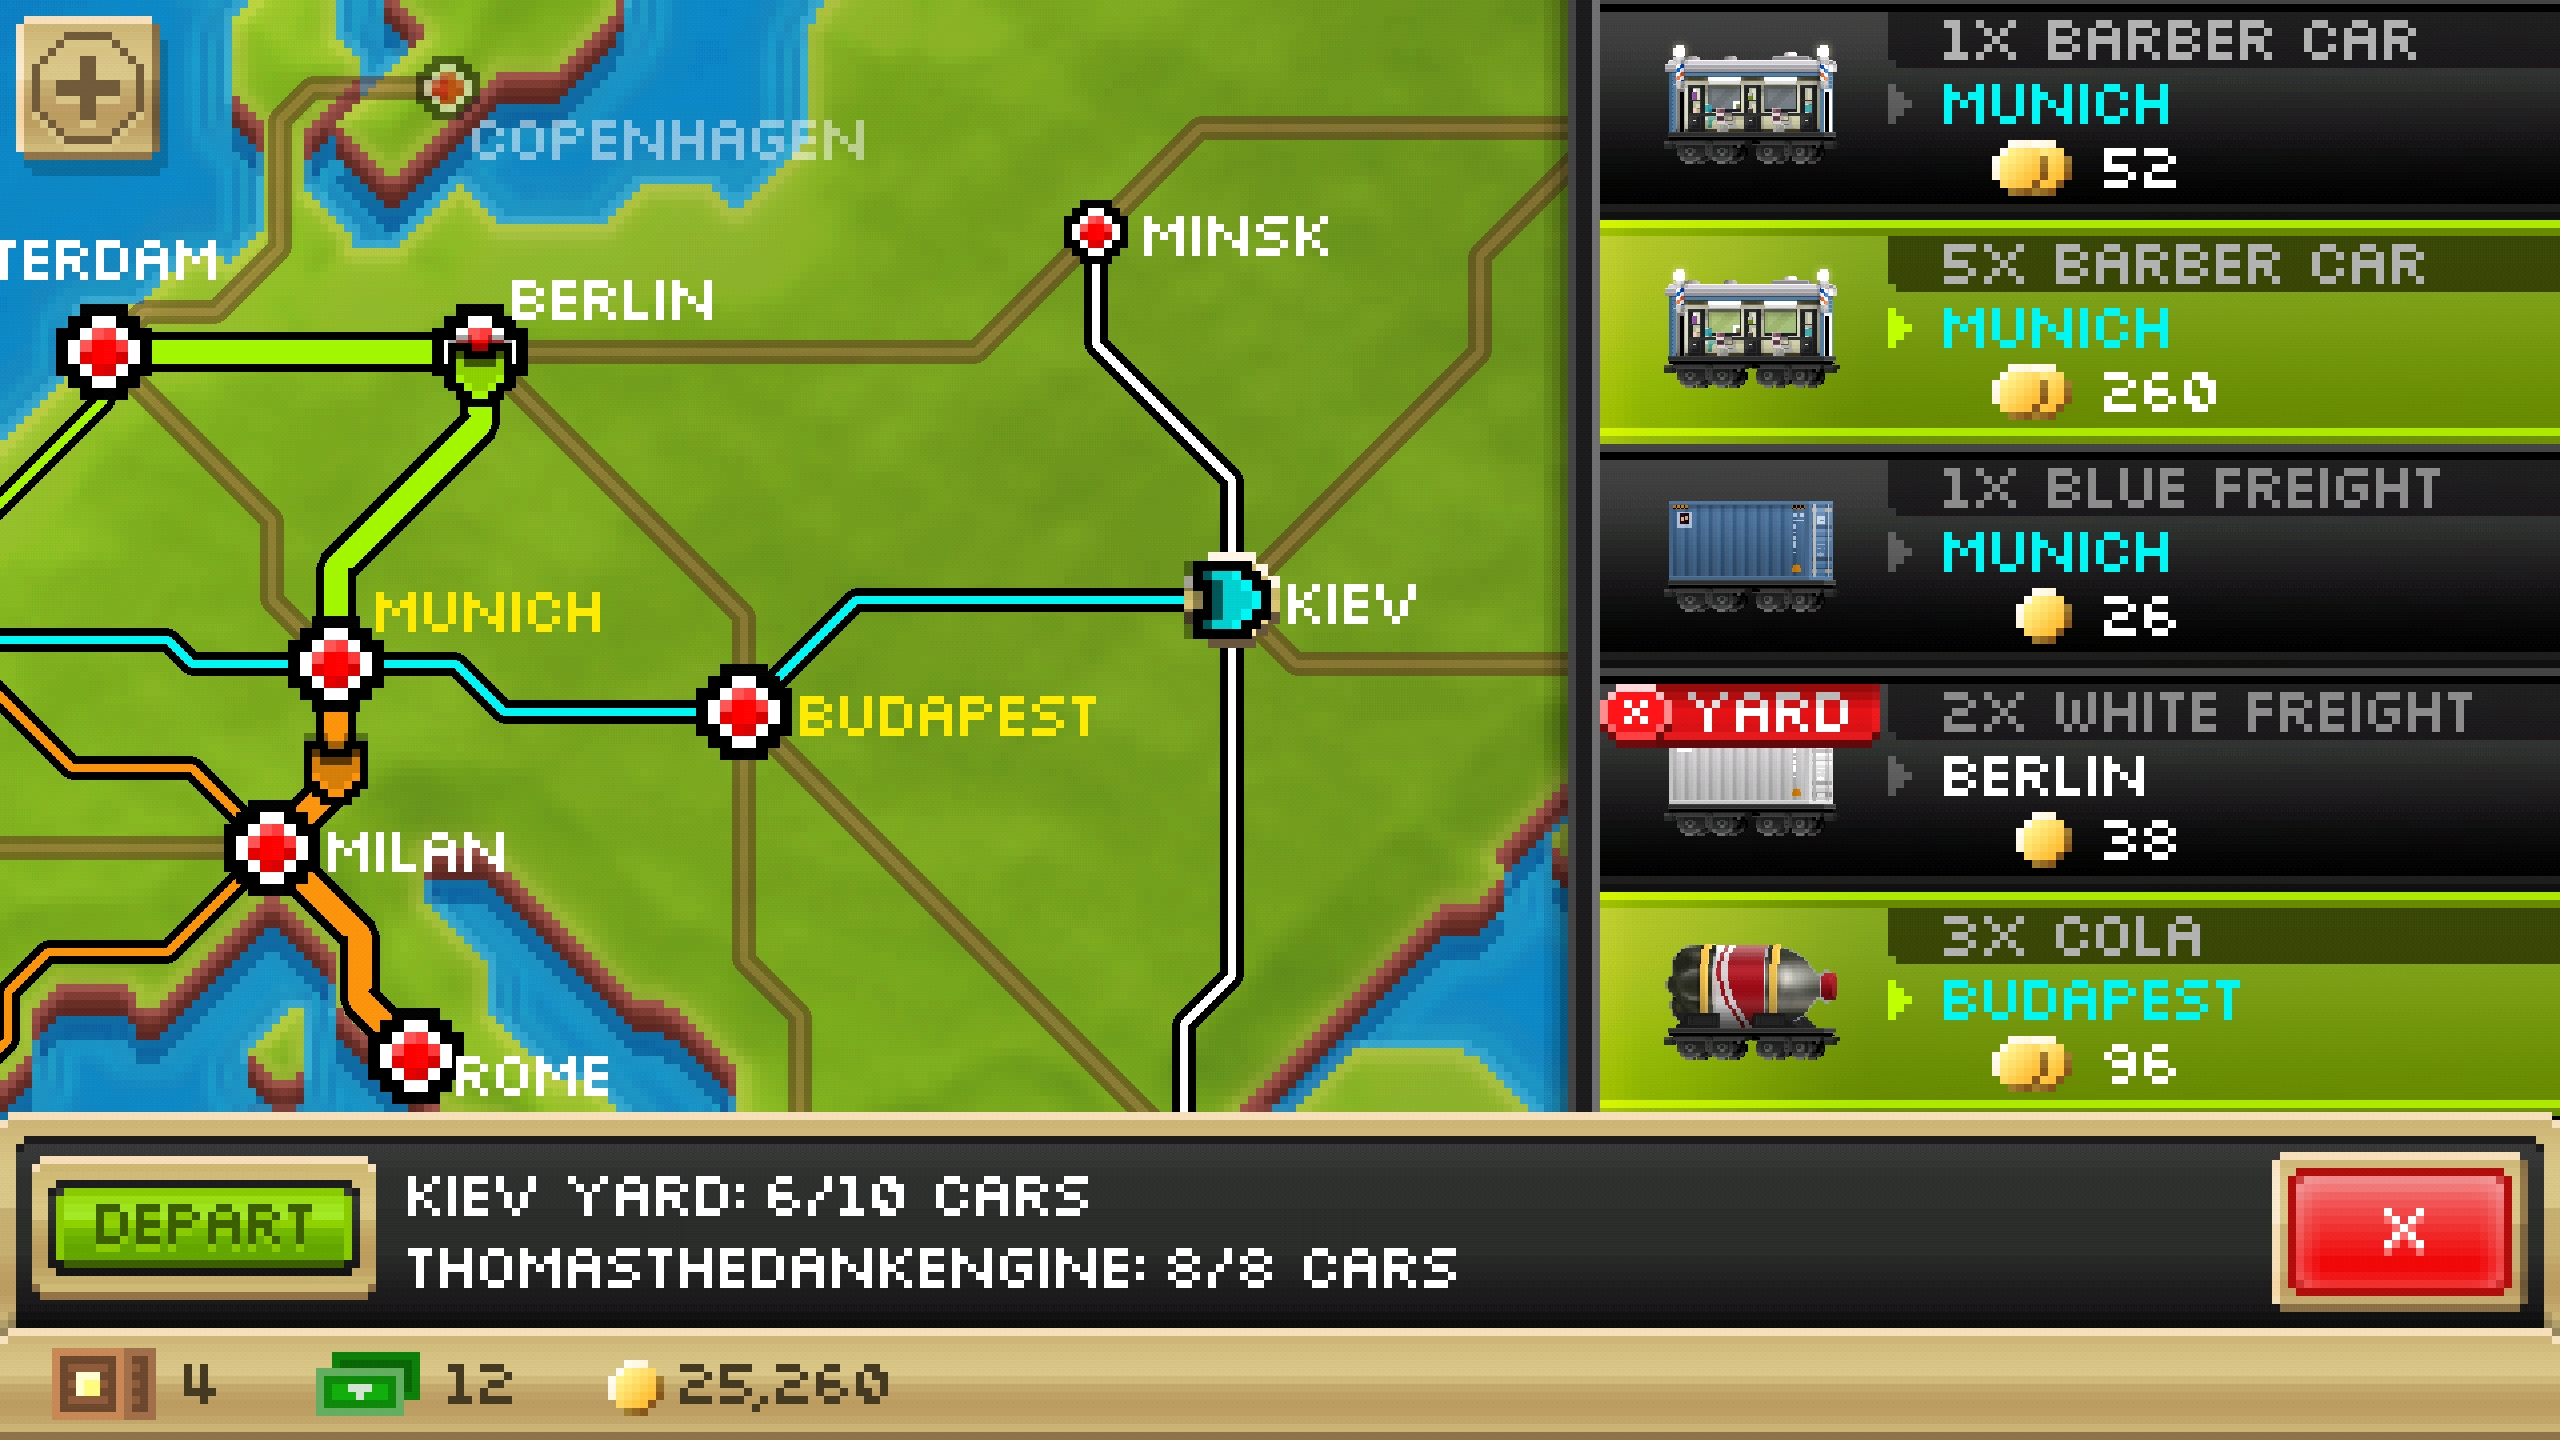 COPENHAGEN
TERDAM
BERLIN
MINSK
MUNICH
KIEV
BUDAPEST
MILAN
ROME
1X BARBER CAR
MUNICH
52
5X BARBER CAR
MUNICH
260
1X BLUE FREIGHT
MUNICH
26
X YARD
2X WHITE FREIGHT
BERLIN
38
3X COLA
BUDAPEST
96
DEPART
KIEV YARD: 6/10 CARS
THOMASTHEDANKENGINE: 8/8 CARS
X
4 12 25,260